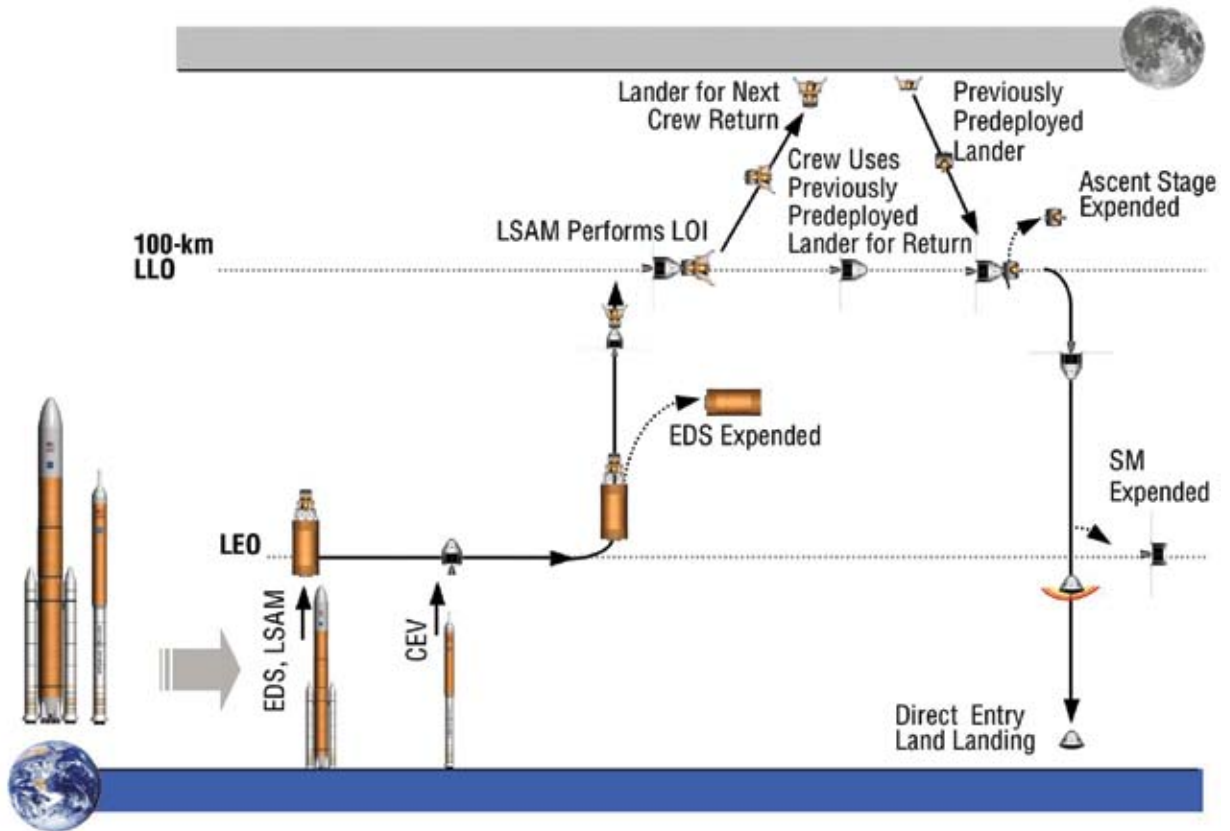 Lander for Next
Crew Return
Previously
Predeployed
Lander
Crew Uses
Previously
Predeployed
Lander for Return
Ascent Stage
Expended
LSAM Performs LOI
100-km
LLO
EDS Expended
SM
Expended
LEO
EDS, LSAM
CEV
Direct Entry
Land Landing